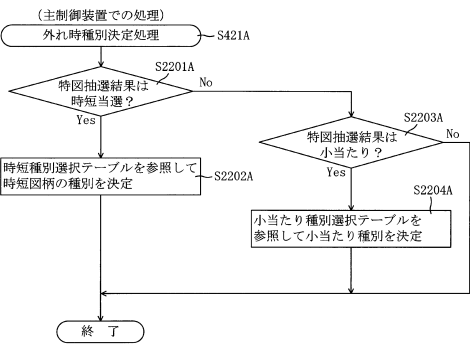 (主制御装置での処理)
外れ時種別決定処理
S421A
特図抽選結果は
時短当選?
S2201A
No
Yes
特図抽選結果は
小当たり?
S2203A
No
Yes
時短種別選択テーブルを参照して
時短図柄の種別を決定
S2202A
小当たり種別選択テーブルを
参照して小当たり種別を決定
S2204A
終 了